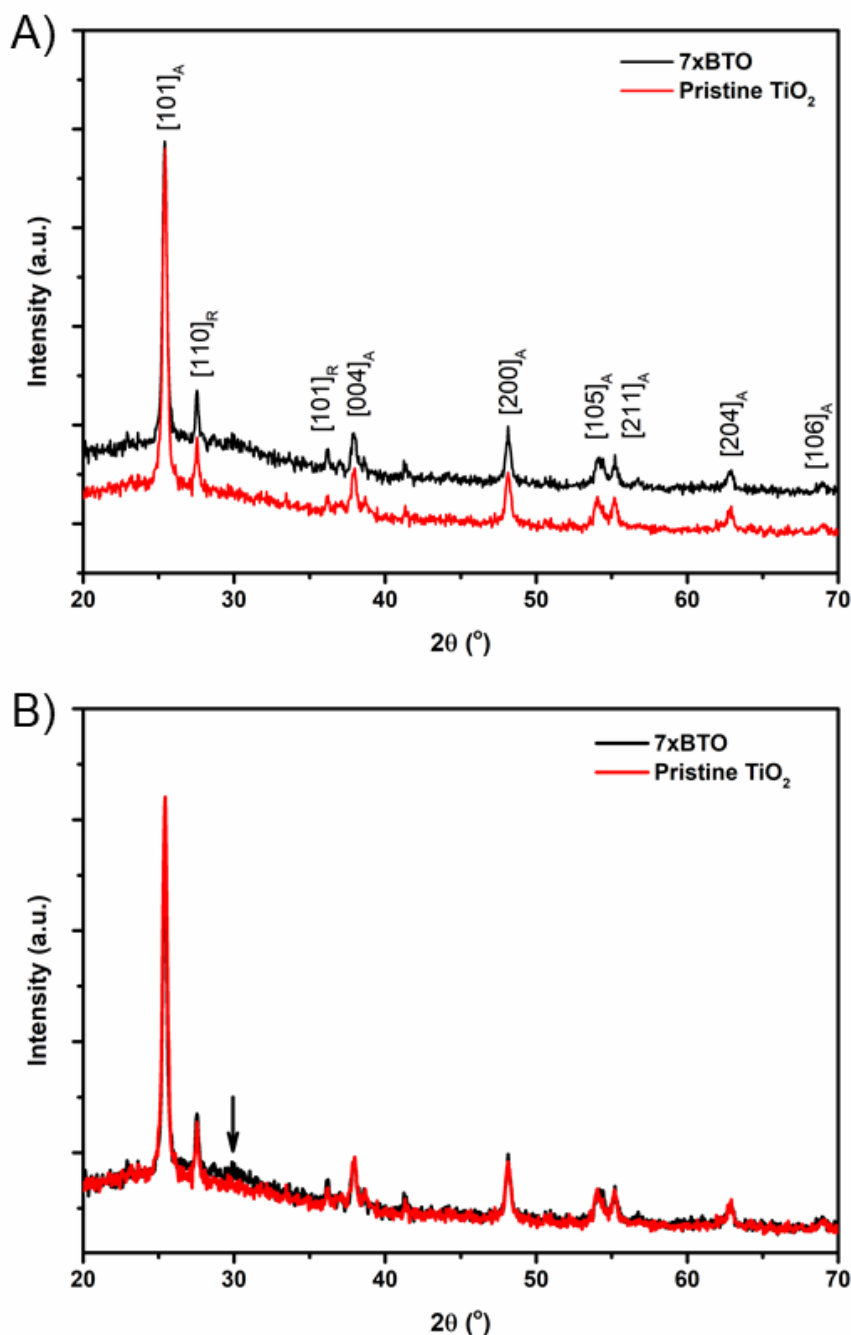 A)
7xBTO
Pristine TiO₂
[101]A
[110]R
[101]R
[004]A
[200]A
[105]A
[211]A
[204]A
[106]A
Intensity (a.u.)
20 30 40 50 60 70
2θ (°)
B)
7xBTO
Pristine TiO₂
Intensity (a.u.)
20 30 40 50 60 70
2θ (°)